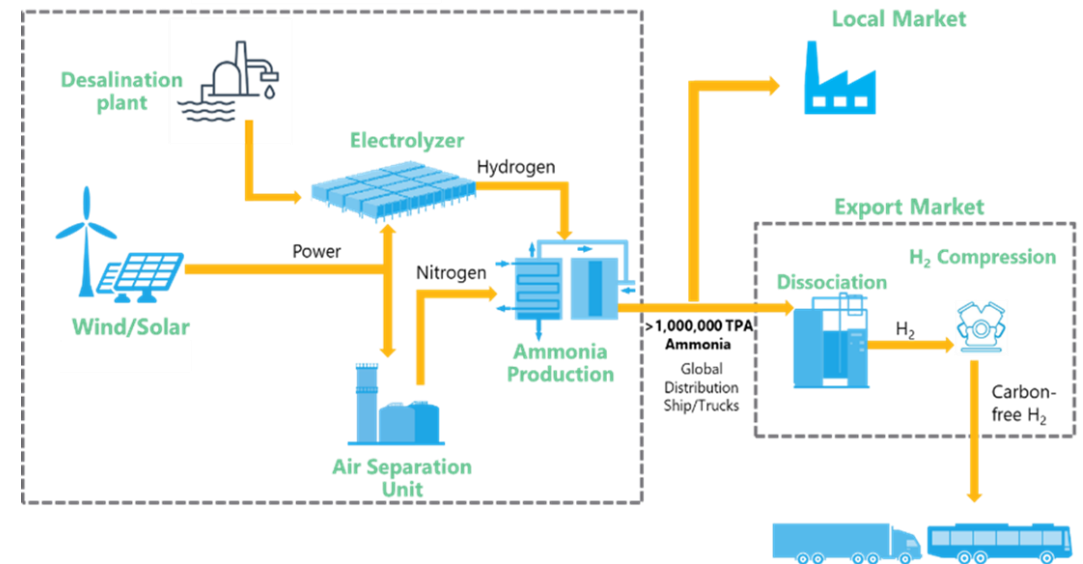 Local Market
Desalination
plant
Electrolyzer
Hydrogen
Export Market
Power
Nitrogen
H₂ Compression
Dissociation
Wind/Solar
>1,000,000 TPA
Ammonia
H₂
Ammonia
Production
Global
Distribution
Ship/Trucks
Carbon-
free H₂
Air Separation
Unit